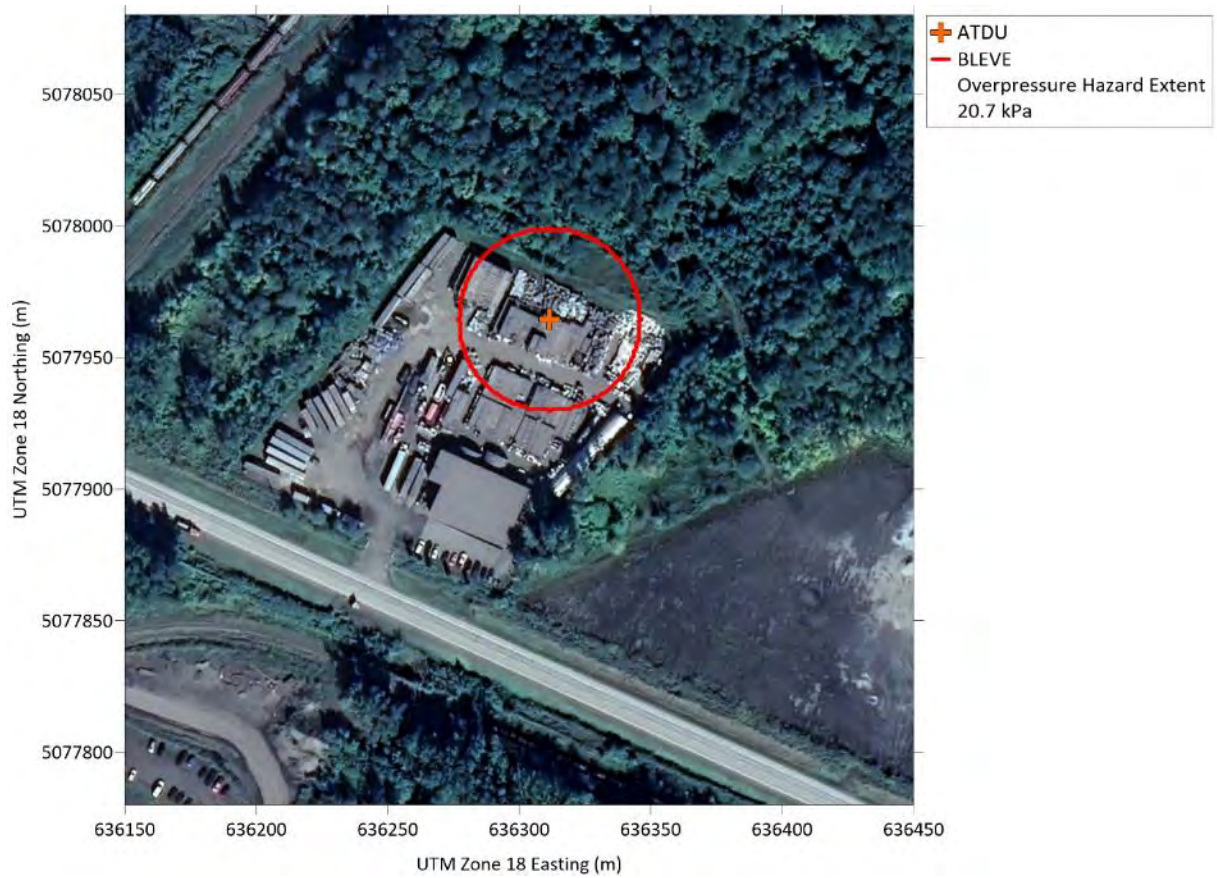 ATDU
BLEVE
Overpressure Hazard Extent
20.7 kPa
5078050
5078000
5077950
5077900
5077850
5077800
UTM Zone 18 Northing (m)
636150 636200 636250 636300 636350 636400 636450
UTM Zone 18 Easting (m)